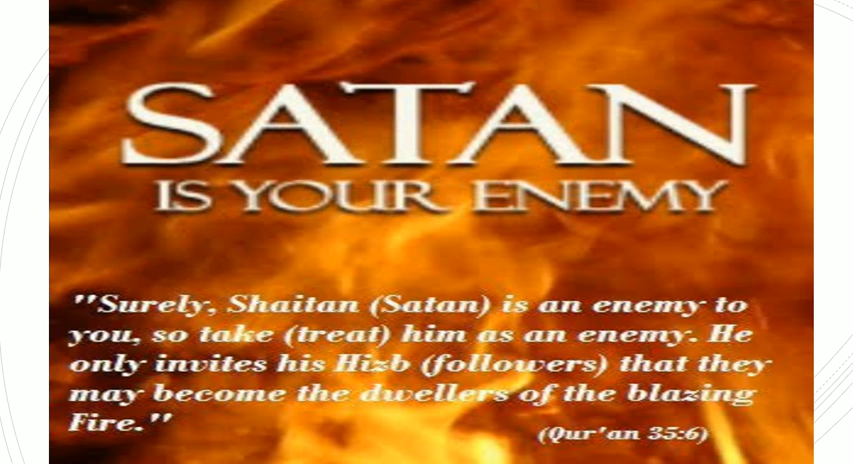 SATAN
IS YOUR ENEMY
"Surely, Shaitan (Satan) is an enemy to
you, so take (treat) him as an enemy. He
only invites his Hizb (followers) that they
may become the dwellers of the blazing
Fire."
(Qur'an 35:6)